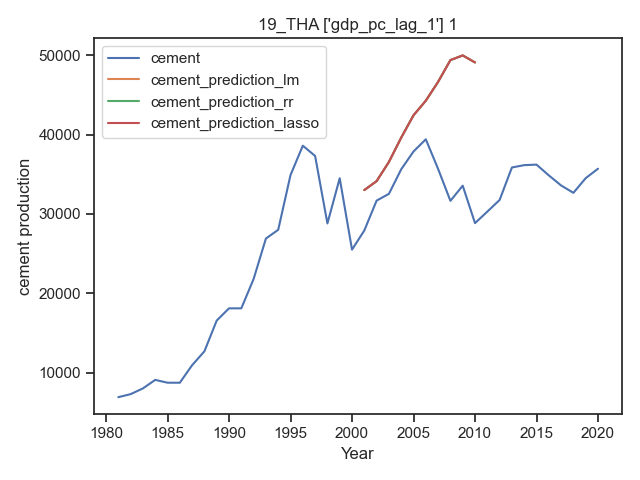 19_THA ['gdp_pc_lag_1'] 1
cement
cement_prediction_lm
cement_prediction_rr
cement_prediction_lasso
cement production
50000
40000
30000
20000
10000
1980 1985 1990 1995 2000 2005 2010 2015 2020
Year